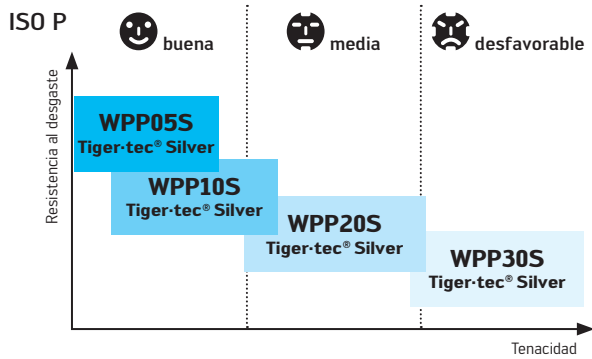 ISO P
buena
media
desfavorable
Resistencia al desgaste
WPP05S
Tiger·tec® Silver
WPP10S
Tiger·tec® Silver
WPP20S
Tiger·tec® Silver
WPP30S
Tiger·tec® Silver
Tenacidad